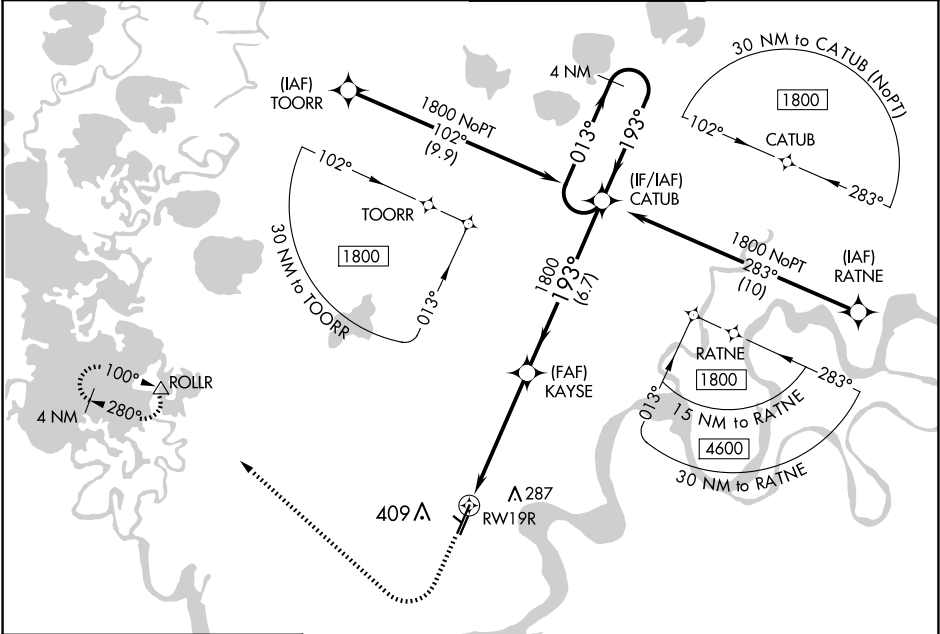 30 NM to CATUB (NoPT)
1800
102°
CATUB
283°
4 NM
013°
193°
(IAF)
TOORR
1800 NoPT
102°
(9.9)
(IF/IAF)
CATUB
102°
TOORR
1800
013°
30 NM to TOORR
1800 NoPT
283°
(10)
(IAF)
RATNE
1800
193°
(6.7)
(FAF)
KAYSE
RATNE
1800
283°
013°
15 NM to RATNE
4600
30 NM to RATNE
100°
ROLLR
4 NM
280°
409
287
RW19R